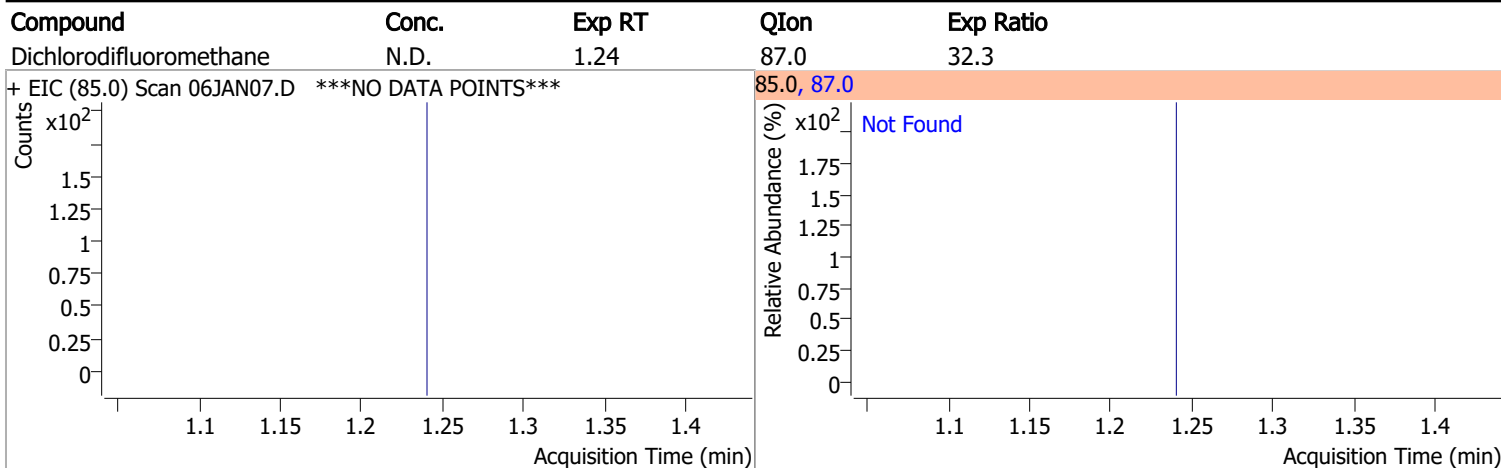 Compound Conc. Exp RT QIon Exp Ratio
Dichlorodifluoromethane N.D. 1.24 87.0 32.3
+ EIC (85.0) Scan 06JAN07.D ***NO DATA POINTS***
Counts
x10²
1.5
1.25
1
0.75
0.5
0.25
0
1.1 1.15 1.2 1.25 1.3 1.35 1.4
Acquisition Time (min)
85.0, 87.0
Relative Abundance (%)
x10²
Not Found
1.75
1.5
1.25
1
0.75
0.5
0.25
0
1.1 1.15 1.2 1.25 1.3 1.35 1.4
Acquisition Time (min)